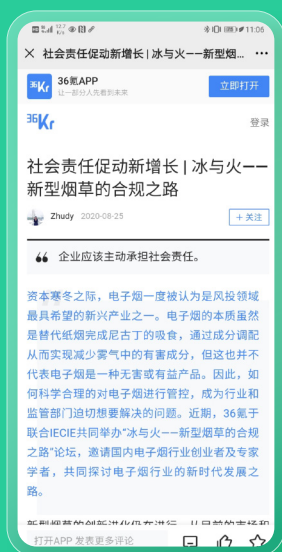 11:06
社会责任促动新增长 | 冰与火——新型烟...
36Kr
36氪APP
让一部分人先看到未来
立即打开
36Kr
登录
社会责任促动新增长 | 冰与火——
新型烟草的合规之路
Zhudy 2020-08-25
+关注
企业应该主动承担社会责任。
资本寒冬之际，电子烟一度被认为是风投领域
最具希望的新兴产业之一。电子烟的本质虽然
是替代纸烟完成尼古丁的吸食，通过成分调配
从而实现减少雾气中的有害成分，但这也并不
代表电子烟是一种无害或有益产品。因此，如
何科学合理的对电子烟进行管控，成为行业和
监管部门迫切想要解决的问题。近期，36氪于
联合IECIE共同举办“冰与火——新型烟草的合规
之路”论坛，邀请国内电子烟行业创业者及专家
学者，共同探讨电子烟行业的新时代发展之
路。
打开APP 发表更多评论